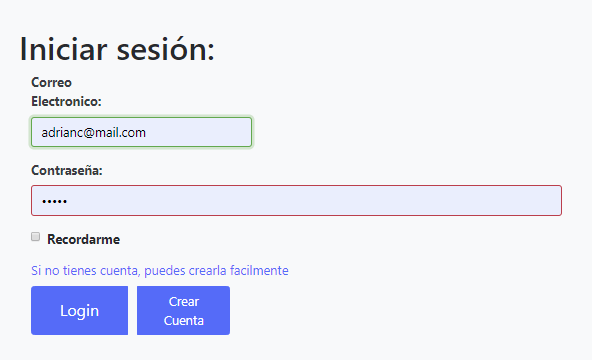 Iniciar sesión:
Correo
Electronico:
adrianc@mail.com
Contraseña:
•••••
Recordarme
Si no tienes cuenta, puedes crearla facilmente
Login
Crear
Cuenta